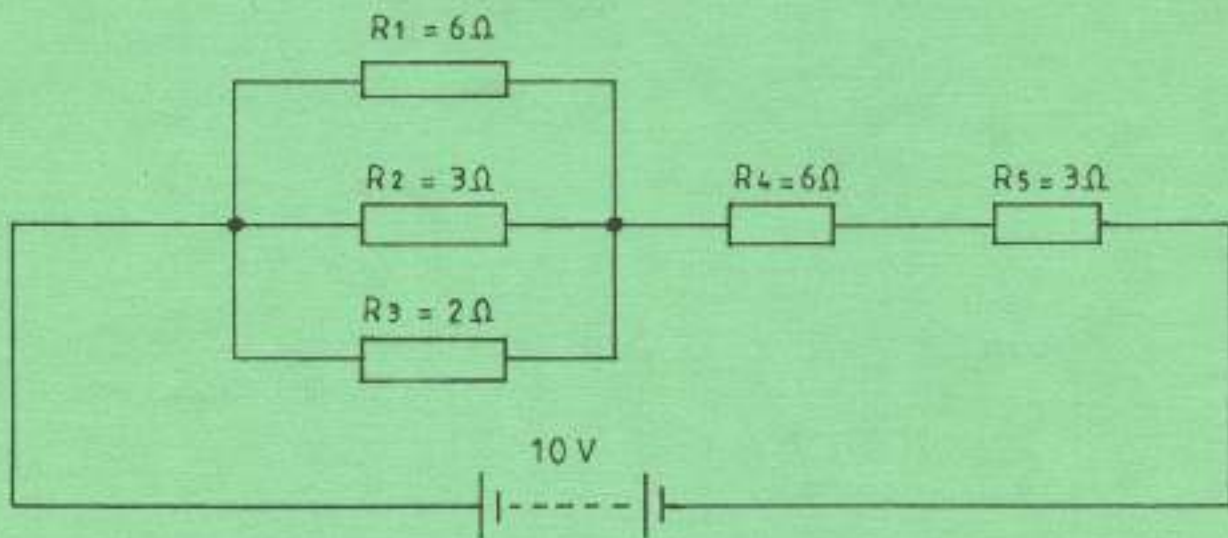 R1 = 6Ω
R2 = 3Ω
R4=6Ω
R5=3Ω
R3 = 2Ω
10 V